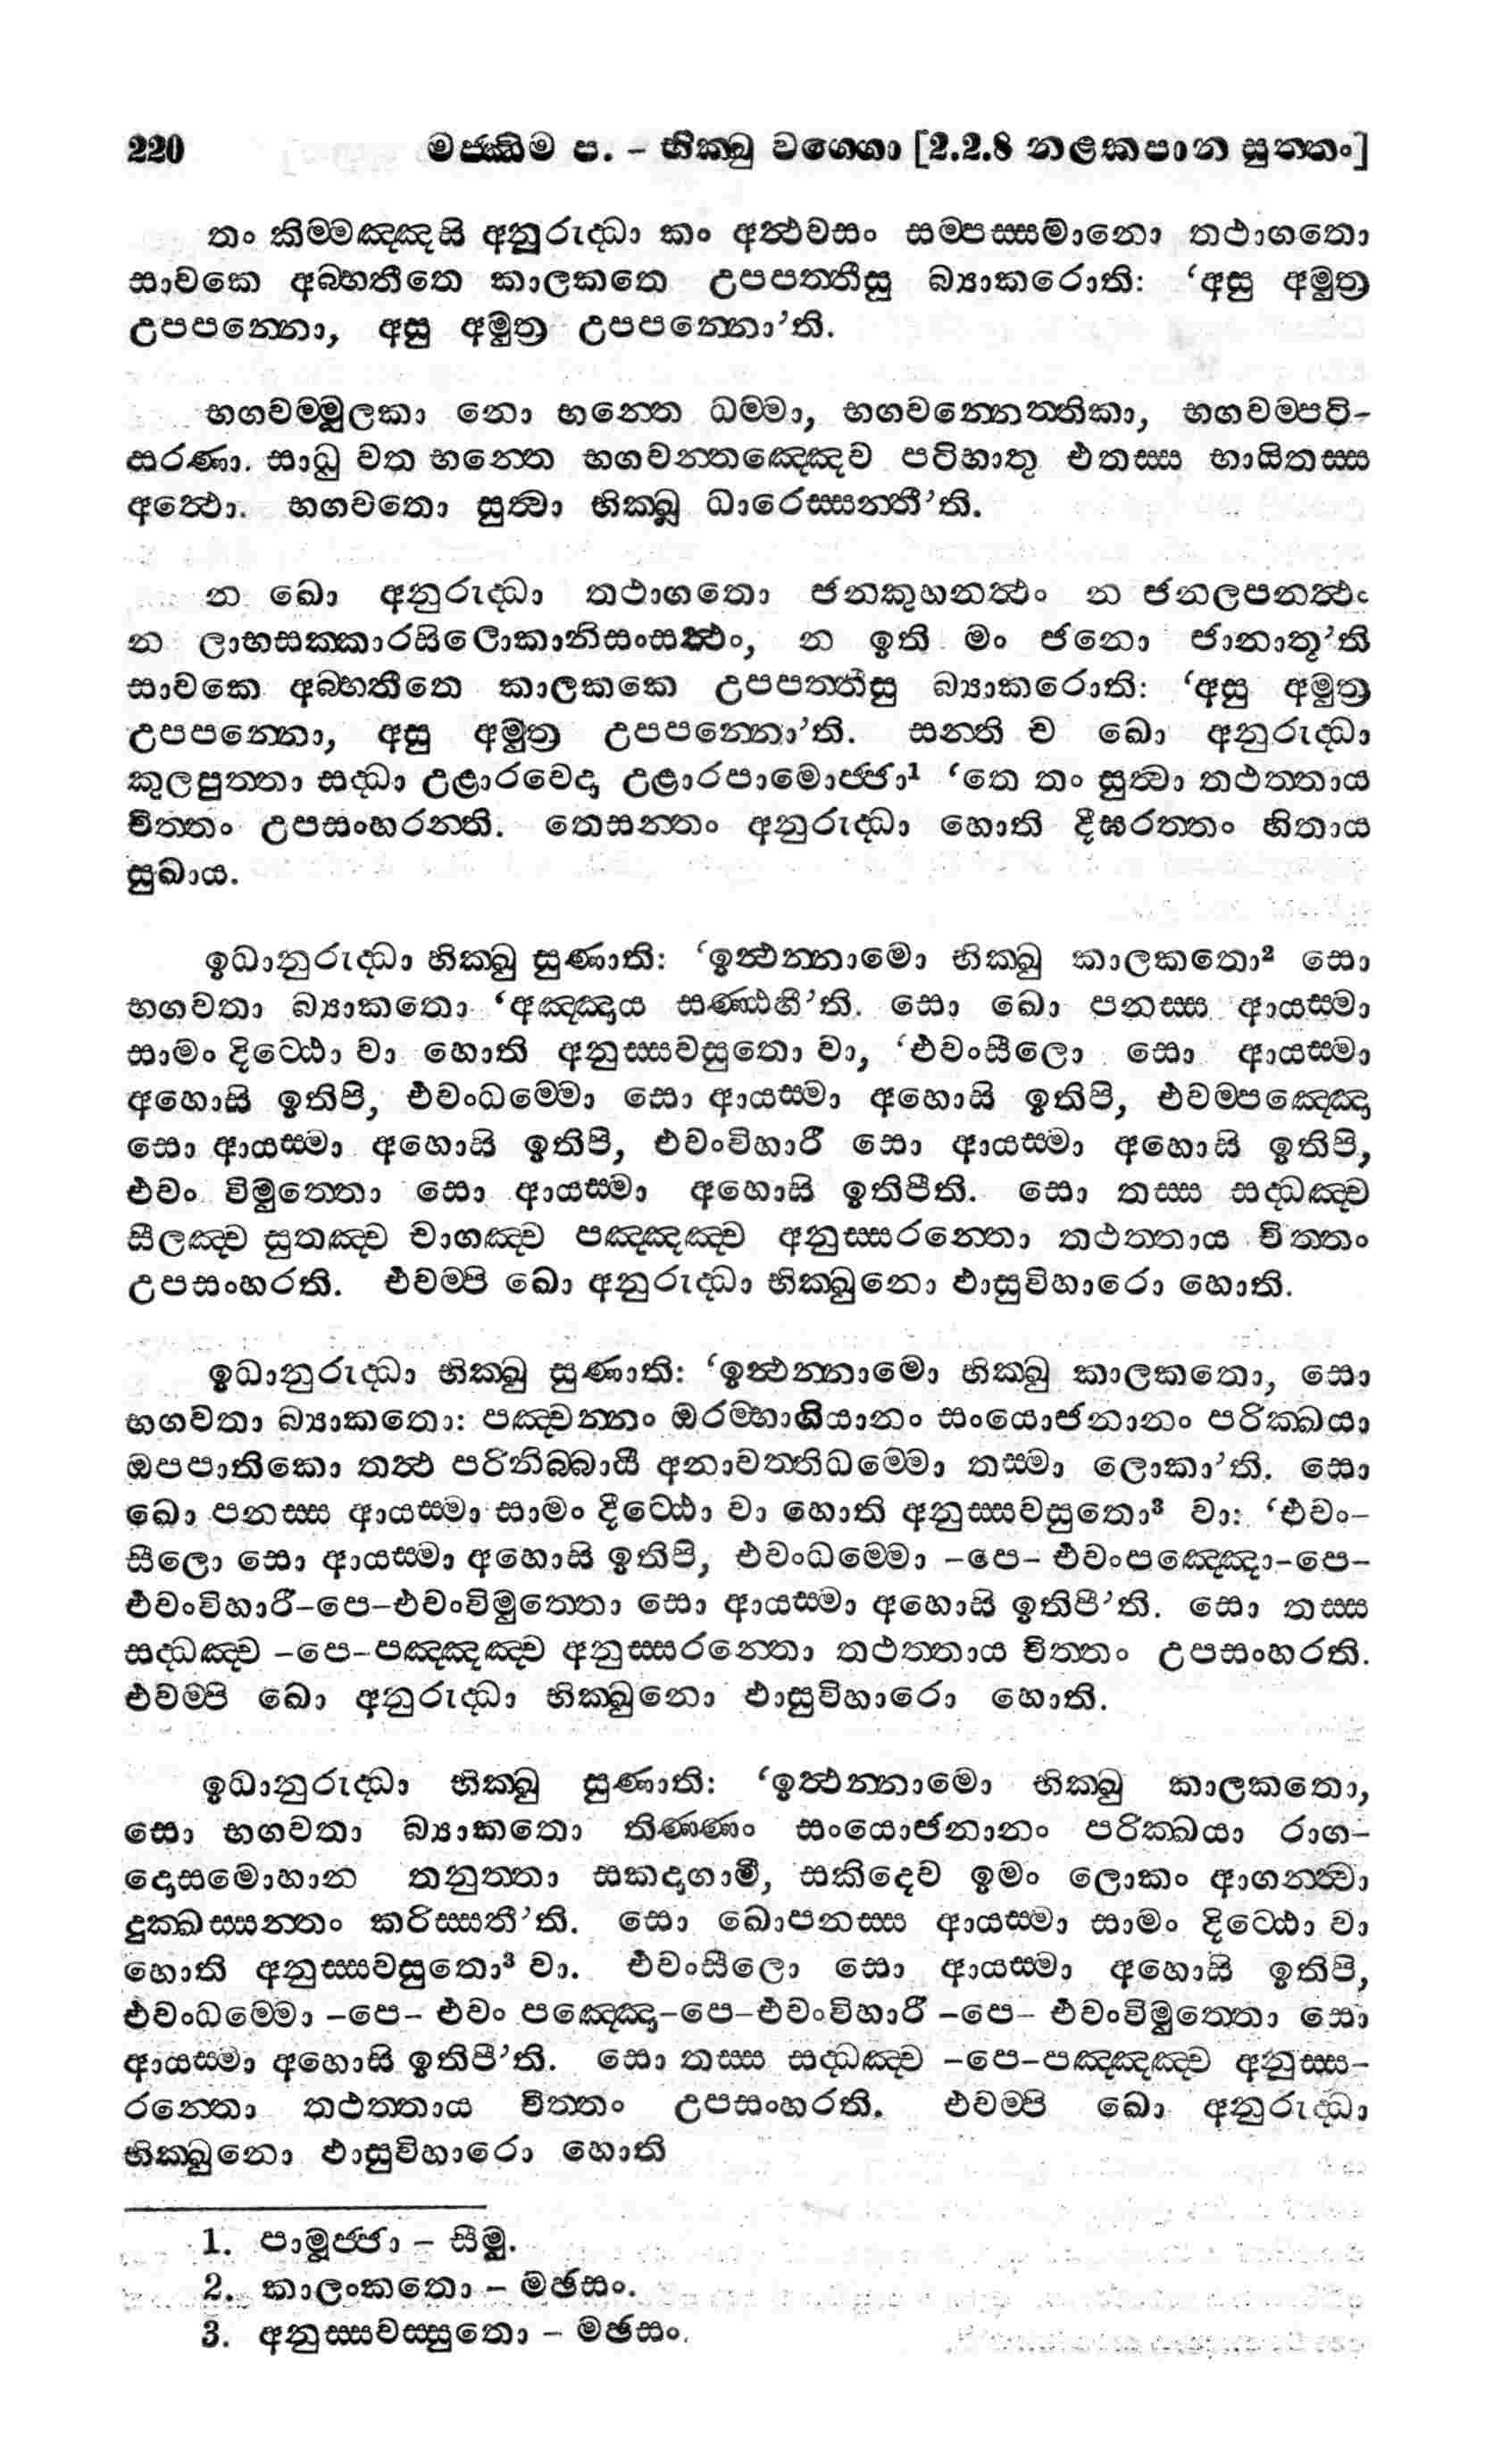 220 මජ්ඣිම ප. – භික්ඛු වග්ගො [2.2.8 නළකපාන සුත්තං]
තං කිම්මඤ්ඤසි අනූරුද්ධා කං අත්ථවසං සම්පස්සමානො තථාගතො
සාවකෙ අබ්භතීතෙ කාලකතෙ උපපත්තීසු බ්‍යාකරොති: ‘අසු අමුත්‍ර
උපපන්නො, අසු අමුත්‍ර උපපන්නො’ති.
භගවම්මූලකා නො භන්තෙ ධම්මා, භගවන්නෙත්තිකා, භගවම්පටි-
සරණා. සාධු වත භන්තෙ භගවන්තඤ්ඤෙව පටිභාතු එතස්ස භාසිතස්ස
අත්ථො. භගවතො සුත්වා භික්ඛූ ධාරෙස්සන්තී’ති.
න ඛො අනුරුද්ධා තථාගතො ජනකුහනත්ථං න ජනලපනත්ථං
න ලාභසක්කාරසිලොකානිසංසත්ථං, න ඉති මං ජනො ජානාතූ’ති
සාවකෙ අබ්භතීතෙ කාලකකෙ උපපත්තීසු බ්‍යාකරොති: ‘අසු අමුත්‍ර
උපපන්නො, අසු අමුත්‍ර උපපන්නො’ති. සන්ති ච ඛො අනුරුද්ධා
කුලපුත්තා සද්ධා උළාරවෙදා උළාරපාමොජ්ජා¹ ‘තෙ තං සුත්වා තථත්තාය
චිත්තං උපසංහරන්ති. තෙසන්තං අනුරුද්ධා හොති දීඝරත්තං හිතාය
සුඛාය.
ඉධානුරුද්ධා භික්ඛු සුණාති: ‘ඉත්ථන්නාමො භික්ඛු කාලකතො² සො
භගවතා බ්‍යාකතො ‘අඤ්ඤාය සණ්ඨහී’ති. සො ඛො පනස්ස ආයස්මා
සාමං දිට්ඨො වා හොති අනුස්සවසුතො වා, ‘එවංසීලො සො ආයස්මා
අහොසි ඉතිපි, එවංධම්මො සො ආයස්මා අහොසි ඉතිපි, එවම්පඤ්ඤො
සො ආයස්මා අහොසි ඉතිපි, එවංවිහාරී සො ආයස්මා අහොසි ඉතිපි,
එවං විමුත්තො සො ආයස්මා අහොසි ඉතිපීති. සො තස්ස සද්ධඤ්ච
සීලඤ්ච සුතඤ්ච චාගඤ්ච පඤ්ඤඤ්ච අනුස්සරන්තො තථත්තාය චිත්තං
උපසංහරති. එවම්පි ඛො අනුරුද්ධා භික්ඛුනො ඵාසුවිහාරො හොති.
ඉධානුරුද්ධා භික්ඛු සුණාති: ‘ඉත්ථන්නාමො භික්ඛු කාලකතො, සො
භගවතා බ්‍යාකතො: පඤ්චන්නං ඔරම්භාගියානං සංයොජනානං පරික්ඛයා
ඔපපාතිකො තත්ථ පරිනිබ්බායී අනාවත්තිධම්මො තස්මා ලොකා’ති. සො
ඛො පනස්ස ආයස්මා සාමං දිට්ඨො වා හොති අනුස්සවසුතො³ වා: ‘එවං-
සීලො සො ආයස්මා අහොසි ඉතිපි, එවංධම්මො –පෙ– එවංපඤ්ඤො–පෙ–
එවංවිහාරී–පෙ–එවංවිමුත්තො සො ආයස්මා අහොසි ඉතිපී’ති. සො තස්ස
සද්ධඤ්ච –පෙ–පඤ්ඤඤ්ච අනුස්සරන්තො තථත්තාය චිත්තං උපසංහරති.
එවම්පි ඛො අනුරුද්ධා භික්ඛුනො ඵාසුවිහාරො හොති.
ඉධානුරුද්ධා භික්ඛු සුණාති: ‘ඉත්ථන්නාමො භික්ඛු කාලකතො,
සො භගවතා බ්‍යාකතො තිණ්ණං සංයොජනානං පරික්ඛයා රාග-
දොසමොහාන තනුත්තා සකදාගාමී, සකිදෙව ඉමං ලොකං ආගන්ත්වා
දුක්ඛස්සන්තං කරිස්සතී’ති. සො ඛොපනස්ස ආයස්මා සාමං දිට්ඨො වා
හොති අනුස්සවසුතො³ වා. එවංසීලො සො ආයස්මා අහොසි ඉතිපි,
එවංධම්මො –පෙ– එවං පඤ්ඤො–පෙ–එවංවිහාරී –පෙ– එවංවිමුත්තො සො
ආයස්මා අහොසි ඉතිපී’ති. සො තස්ස සද්ධඤ්ච –පෙ–පඤ්ඤඤ්ච අනුස්ස-
රන්තො තථත්තාය චිත්තං උපසංහරති. එවම්පි ඛො අනුරුද්ධා
භික්ඛුනො ඵාසුවිහාරො හොති
1. පාමුජ්ජා – සීමු.
2. කාලංකතො – මඡසං.
3. අනුස්සවස්සුතො – මඡසං.